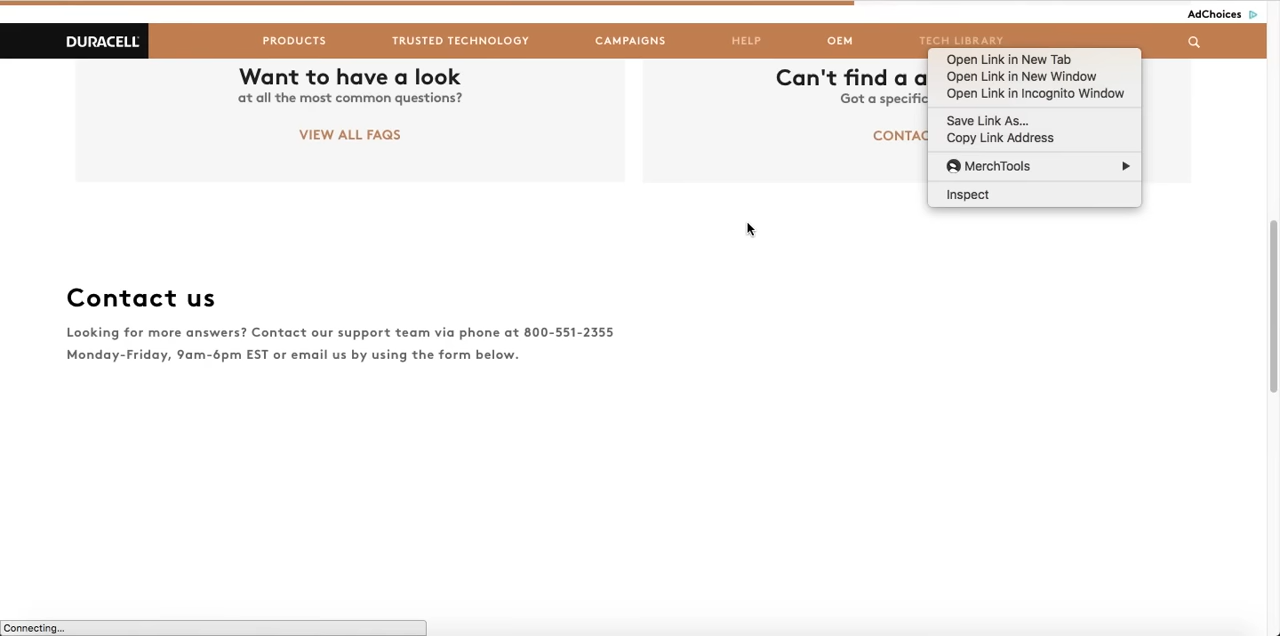 AdChoices
DURACELL
PRODUCTS TRUSTED TECHNOLOGY CAMPAIGNS HELP OEM TECH LIBRARY
Want to have a look
at all the most common questions?
VIEW ALL FAQS
Can't find a a
Got a specific
CONTAC
Open Link in New Tab
Open Link in New Window
Open Link in Incognito Window
Save Link As...
Copy Link Address
MerchTools
Inspect
Contact us
Looking for more answers? Contact our support team via phone at 800-551-2355
Monday-Friday, 9am-6pm EST or email us by using the form below.
Connecting...